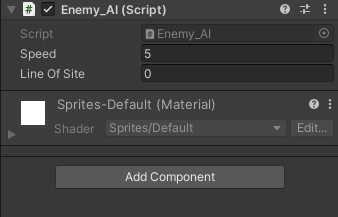 Enemy_AI (Script)
Script Enemy_AI
Speed 5
Line Of Site 0
Sprites-Default (Material)
Shader Sprites/Default Edit...
Add Component